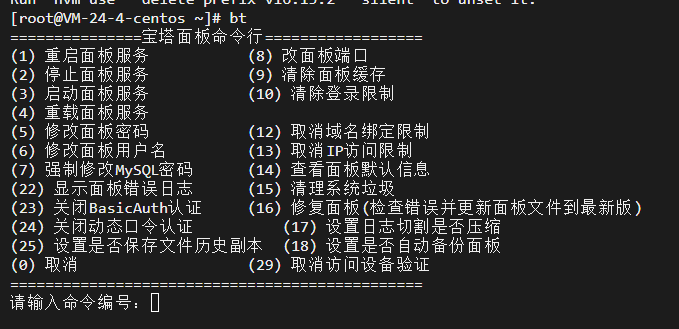 [root@VM-24-4-centos ~]# bt
===============宝塔面板命令行==================
(1) 重启面板服务 (8) 改面板端口
(2) 停止面板服务 (9) 清除面板缓存
(3) 启动面板服务 (10) 清除登录限制
(4) 重载面板服务
(5) 修改面板密码 (12) 取消域名绑定限制
(6) 修改面板用户名 (13) 取消IP访问限制
(7) 强制修改MySQL密码 (14) 查看面板默认信息
(22) 显示面板错误日志 (15) 清理系统垃圾
(23) 关闭BasicAuth认证 (16) 修复面板(检查错误并更新面板文件到最新版)
(24) 关闭动态口令认证 (17) 设置日志切割是否压缩
(25) 设置是否保存文件历史副本 (18) 设置是否自动备份面板
(0) 取消 (29) 取消访问设备验证
===============================================
请输入命令编号：